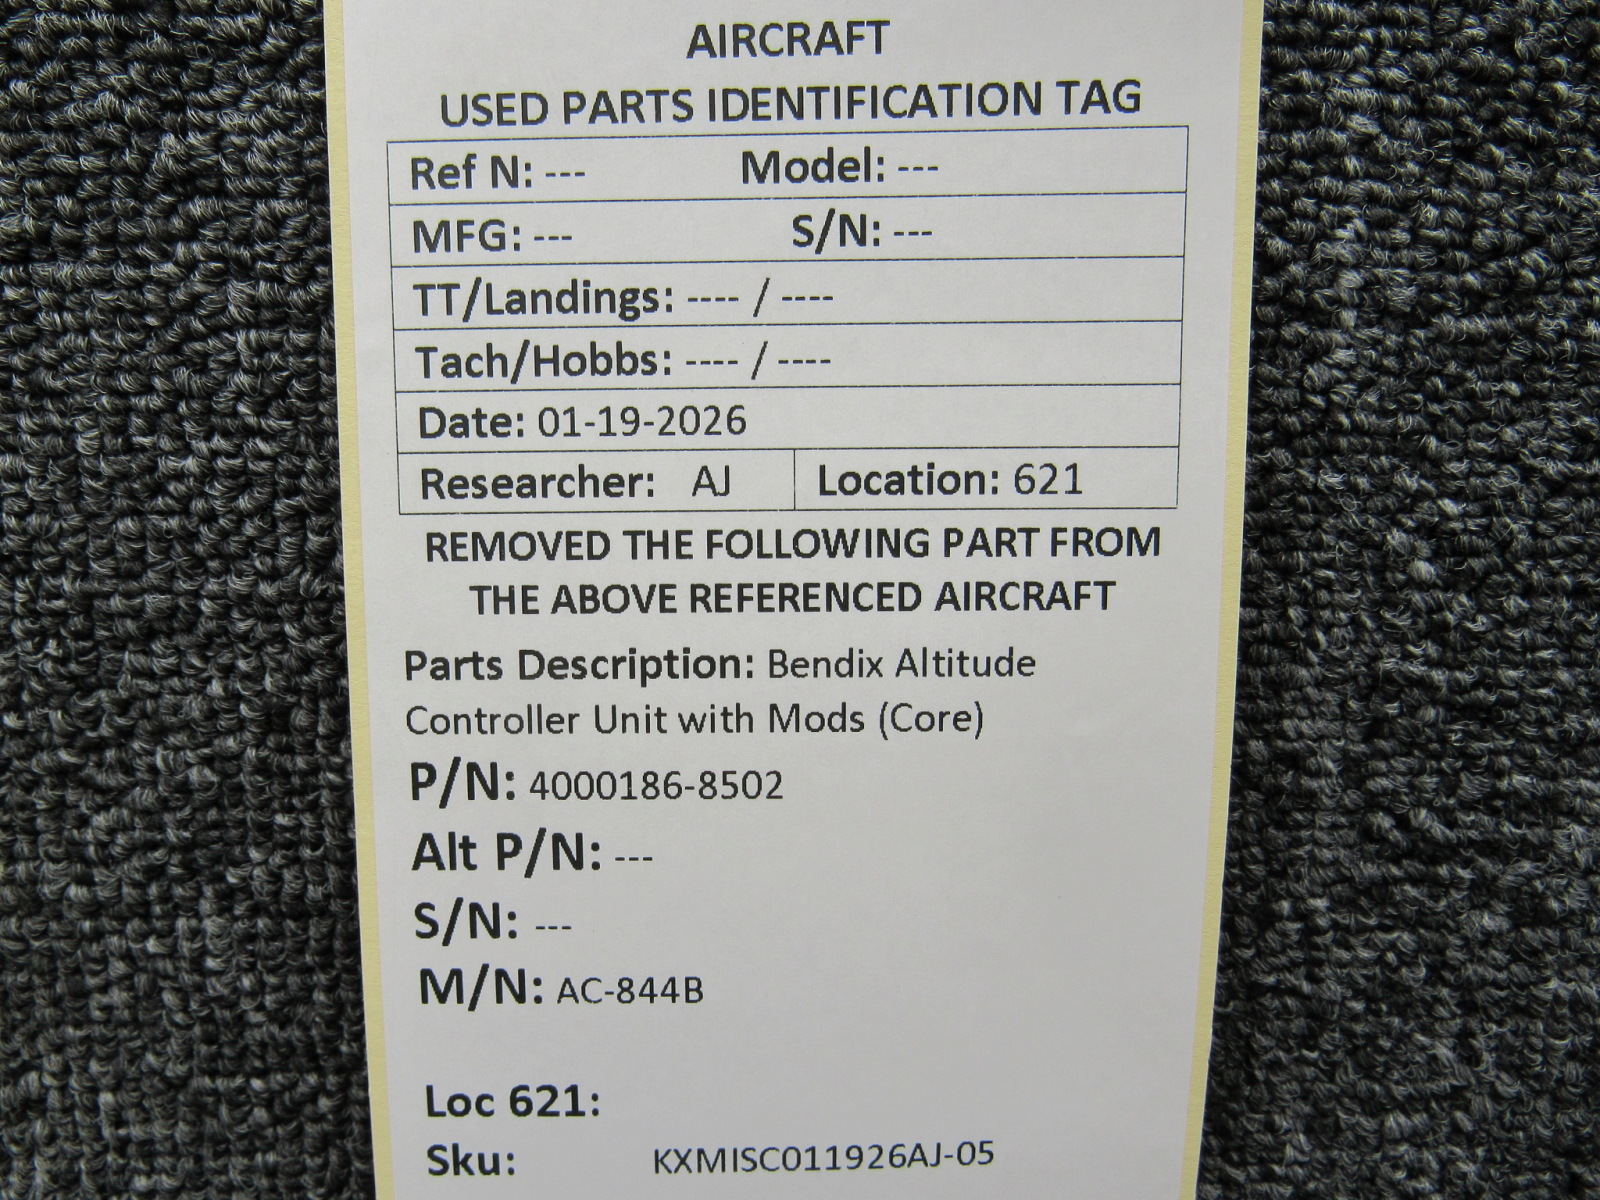 AIRCRAFT
USED PARTS IDENTIFICATION TAG
Ref N: --- Model: ---
MFG: --- S/N: ---
TT/Landings: ---- / ----
Tach/Hobbs: ---- / ----
Date: 01-19-2026
Researcher: AJ Location: 621
REMOVED THE FOLLOWING PART FROM
THE ABOVE REFERENCED AIRCRAFT
Parts Description: Bendix Altitude
Controller Unit with Mods (Core)
P/N: 4000186-8502
Alt P/N: ---
S/N: ---
M/N: AC-844B
Loc 621:
Sku: KXMISC011926AJ-05